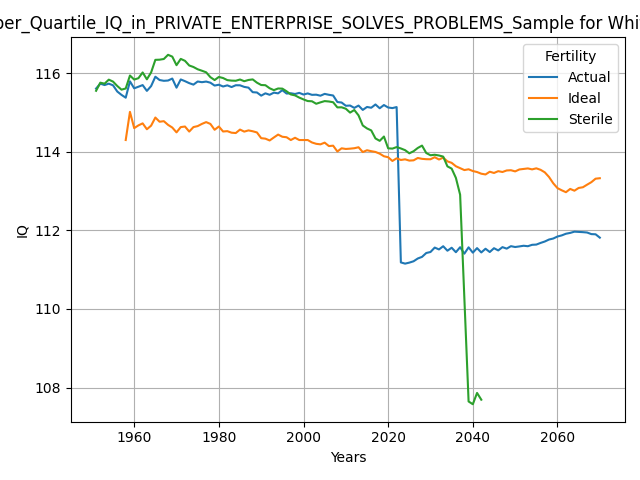 per_Quartile_IQ_in_PRIVATE_ENTERPRISE_SOLVES_PROBLEMS_Sample for Whi
Fertility
Actual
Ideal
Sterile
116
114
112
110
108
IQ
1960 1980 2000 2020 2040 2060
Years